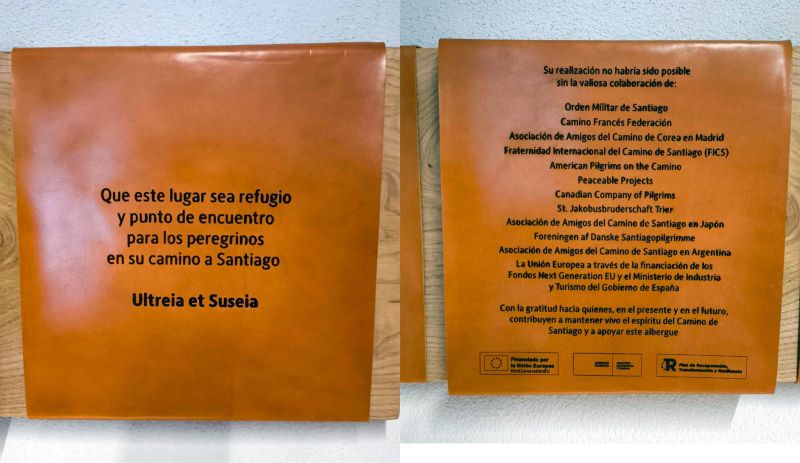 Que este lugar sea refugio
y punto de encuentro
para los peregrinos
en su camino a Santiago
Ultreia et Suseia
Su realización no habría sido posible
sin la valiosa colaboración de:
Orden Militar de Santiago
Camino Francés Federación
Asociación de Amigos del Camino de Corea en Madrid
Fraternidad Internacional del Camino de Santiago (FICS)
American Pilgrims on the Camino
Peaceable Projects
Canadian Company of Pilgrims
St. Jakobusbruderschaft Trier
Asociación de Amigos del Camino de Santiago en Japón
Foreningen af Danske Santiagopilgrimme
Asociación de Amigos del Camino de Santiago en Argentina
La Unión Europea a través de la financiación de los
Fondos Next Generation EU y el Ministerio de Industria
y Turismo del Gobierno de España
Con la gratitud hacia quienes, en el presente y en el futuro,
contribuyen a mantener vivo el espíritu del Camino de
Santiago y a apoyar este albergue
Financiado por
la Unión Europea
NextGenerationEU
Plan de Recuperación,
Transformación y Resiliencia